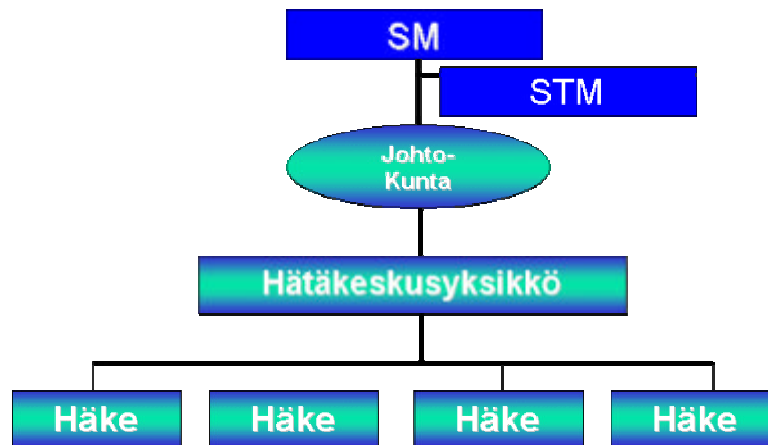 SM
STM
Johto-
Kunta
Hätäkeskusyksikkö
Häke
Häke
Häke
Häke